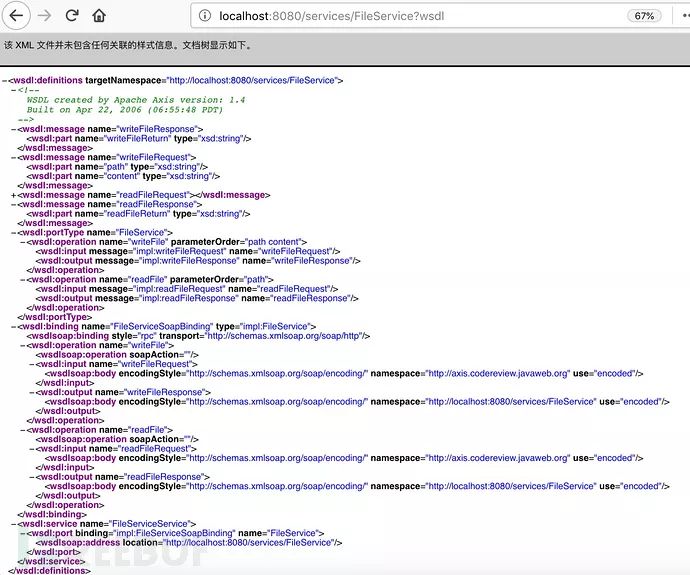 localhost:8080/services/FileService?wsdl
67%
该 XML 文件并未包含任何关联的样式信息。文档树显示如下。
−<wsdl:definitions targetNamespace="http://localhost:8080/services/FileService">
−<!--
WSDL created by Apache Axis version: 1.4
Built on Apr 22, 2006 (06:55:48 PDT)
-->
−<wsdl:message name="writeFileResponse">
<wsdl:part name="writeFileReturn" type="xsd:string"/>
</wsdl:message>
−<wsdl:message name="writeFileRequest">
<wsdl:part name="path" type="xsd:string"/>
<wsdl:part name="content" type="xsd:string"/>
</wsdl:message>
+<wsdl:message name="readFileRequest"></wsdl:message>
−<wsdl:message name="readFileResponse">
<wsdl:part name="readFileReturn" type="xsd:string"/>
</wsdl:message>
−<wsdl:portType name="FileService">
−<wsdl:operation name="writeFile" parameterOrder="path content">
<wsdl:input message="impl:writeFileRequest" name="writeFileRequest"/>
<wsdl:output message="impl:writeFileResponse" name="writeFileResponse"/>
</wsdl:operation>
−<wsdl:operation name="readFile" parameterOrder="path">
<wsdl:input message="impl:readFileRequest" name="readFileRequest"/>
<wsdl:output message="impl:readFileResponse" name="readFileResponse"/>
</wsdl:operation>
</wsdl:portType>
−<wsdl:binding name="FileServiceSoapBinding" type="impl:FileService">
<wsdlsoap:binding style="rpc" transport="http://schemas.xmlsoap.org/soap/http"/>
−<wsdl:operation name="writeFile">
<wsdlsoap:operation soapAction=""/>
−<wsdl:input name="writeFileRequest">
<wsdlsoap:body encodingStyle="http://schemas.xmlsoap.org/soap/encoding/" namespace="http://axis.codereview.javaweb.org" use="encoded"/>
</wsdl:input>
−<wsdl:output name="writeFileResponse">
<wsdlsoap:body encodingStyle="http://schemas.xmlsoap.org/soap/encoding/" namespace="http://localhost:8080/services/FileService" use="encoded"/>
</wsdl:output>
</wsdl:operation>
−<wsdl:operation name="readFile">
<wsdlsoap:operation soapAction=""/>
−<wsdl:input name="readFileRequest">
<wsdlsoap:body encodingStyle="http://schemas.xmlsoap.org/soap/encoding/" namespace="http://axis.codereview.javaweb.org" use="encoded"/>
</wsdl:input>
−<wsdl:output name="readFileResponse">
<wsdlsoap:body encodingStyle="http://schemas.xmlsoap.org/soap/encoding/" namespace="http://localhost:8080/services/FileService" use="encoded"/>
</wsdl:output>
</wsdl:operation>
</wsdl:binding>
−<wsdl:service name="FileServiceService">
−<wsdl:port binding="impl:FileServiceSoapBinding" name="FileService">
<wsdlsoap:address location="http://localhost:8080/services/FileService"/>
</wsdl:port>
</wsdl:service>
</wsdl:definitions>